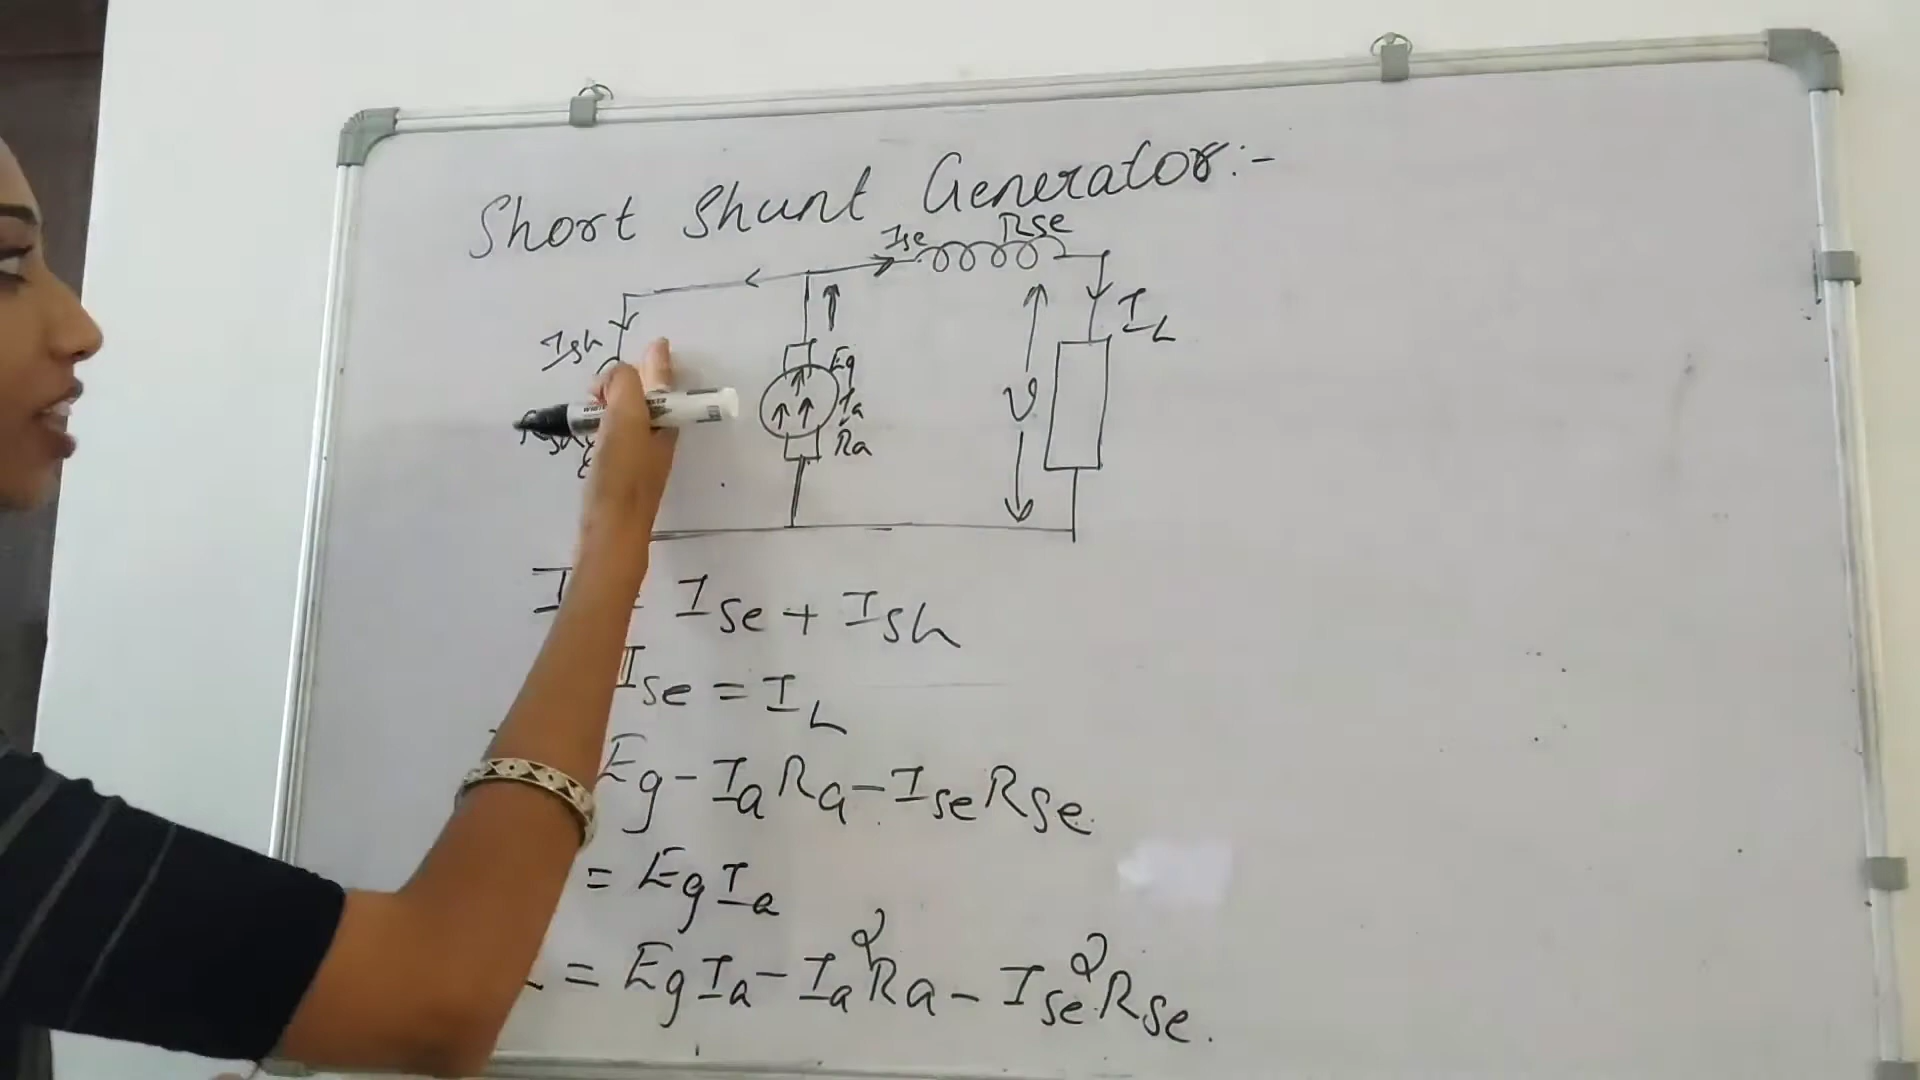 Short Shunt Generator:-
Ise Rse
Ish
IL
Eg
Ia
Ra
V
= Ise + Ish
Ise = IL
Eg - IaRa - IseRse.
= EgIa
= EgIa - Ia²Ra - Ise²Rse.